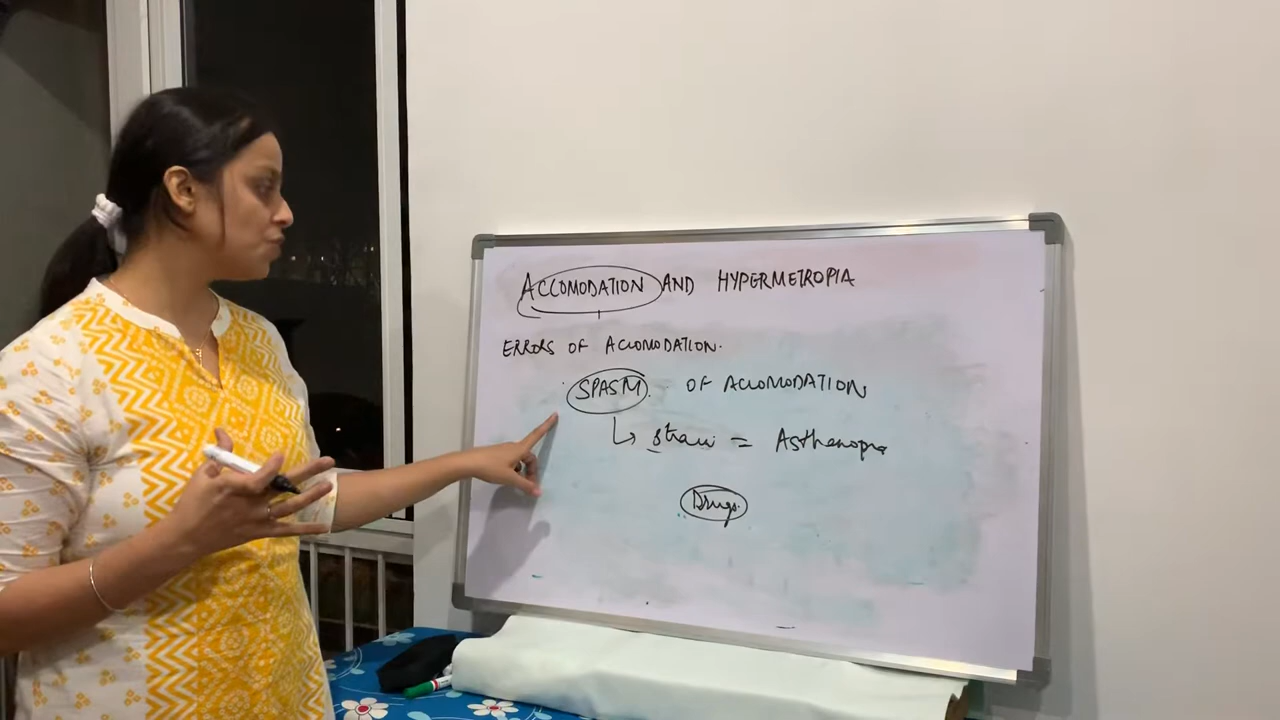 ACCOMODATION AND HYPERMETROPIA
ERRORS OF ACCOMODATION.
SPASM. OF ACCOMODATION
↳ strain = Asthenopia
Drugs.